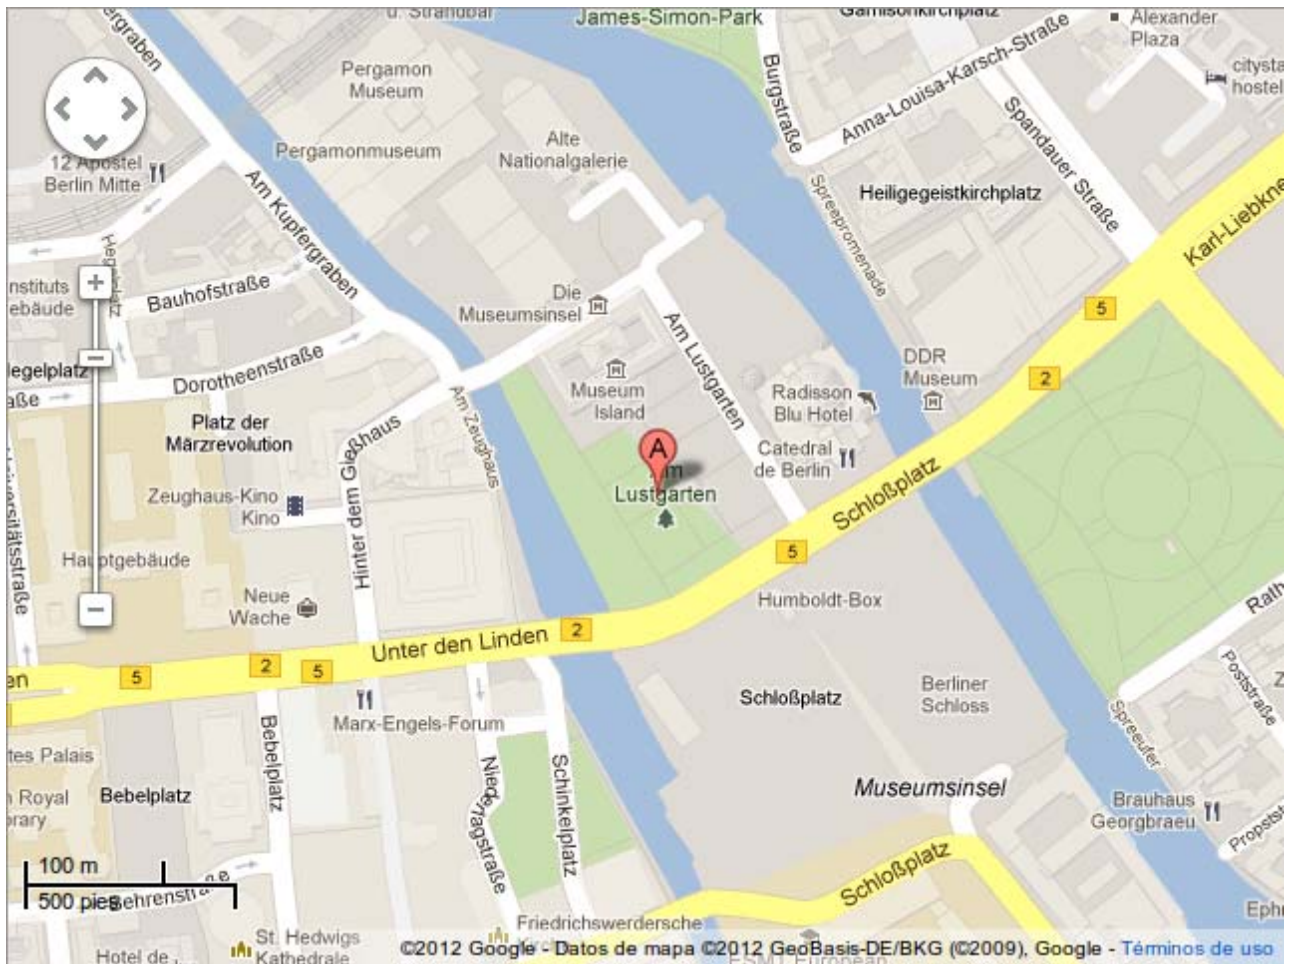 u. Strandbar
James-Simon-Park
Garnisonkirchplatz
Alexander
Plaza
Pergamon
Museum
Burgstraße
Anna-Louisa-Karsch-Straße
hostel
Spandauer Straße
Alte
Nationalgalerie
Pergamonmuseum
12 Apostel
Berlin Mitte
Am Kupfergraben
Heiligegeistkirchplatz
Spreepromenade
Karl-Liebkne
Bauhofstraße
Die
Museumsinsel
5
Am Lustgarten
Dorotheenstraße
DDR
Museum
2
Museum
Island
Radisson
Blu Hotel
Am Zeughaus
Platz der
Märzrevolution
Hinter dem Gießhaus
A
Catedral
de Berlin
Lustgarten
Schloßplatz
Zeughaus-Kino
Kino
5
Hauptgebäude
Neue
Wache
Humboldt-Box
Unter den Linden
2
2
5
5
en
Poststraße
Schloßplatz
Berliner
Schloss
Marx-Engels-Forum
Bebelplatz
Spreeufer
Schinkelplatz
Bebelplatz
Museumsinsel
Brauhaus
Georgbraeu
100 m
Schloßplatz
500 pies
Friedrichswerdersche
St. Hedwigs
Kathedrale
Hotel de
©2012 Google - Datos de mapa ©2012 GeoBasis-DE/BKG (©2009), Google - Términos de uso